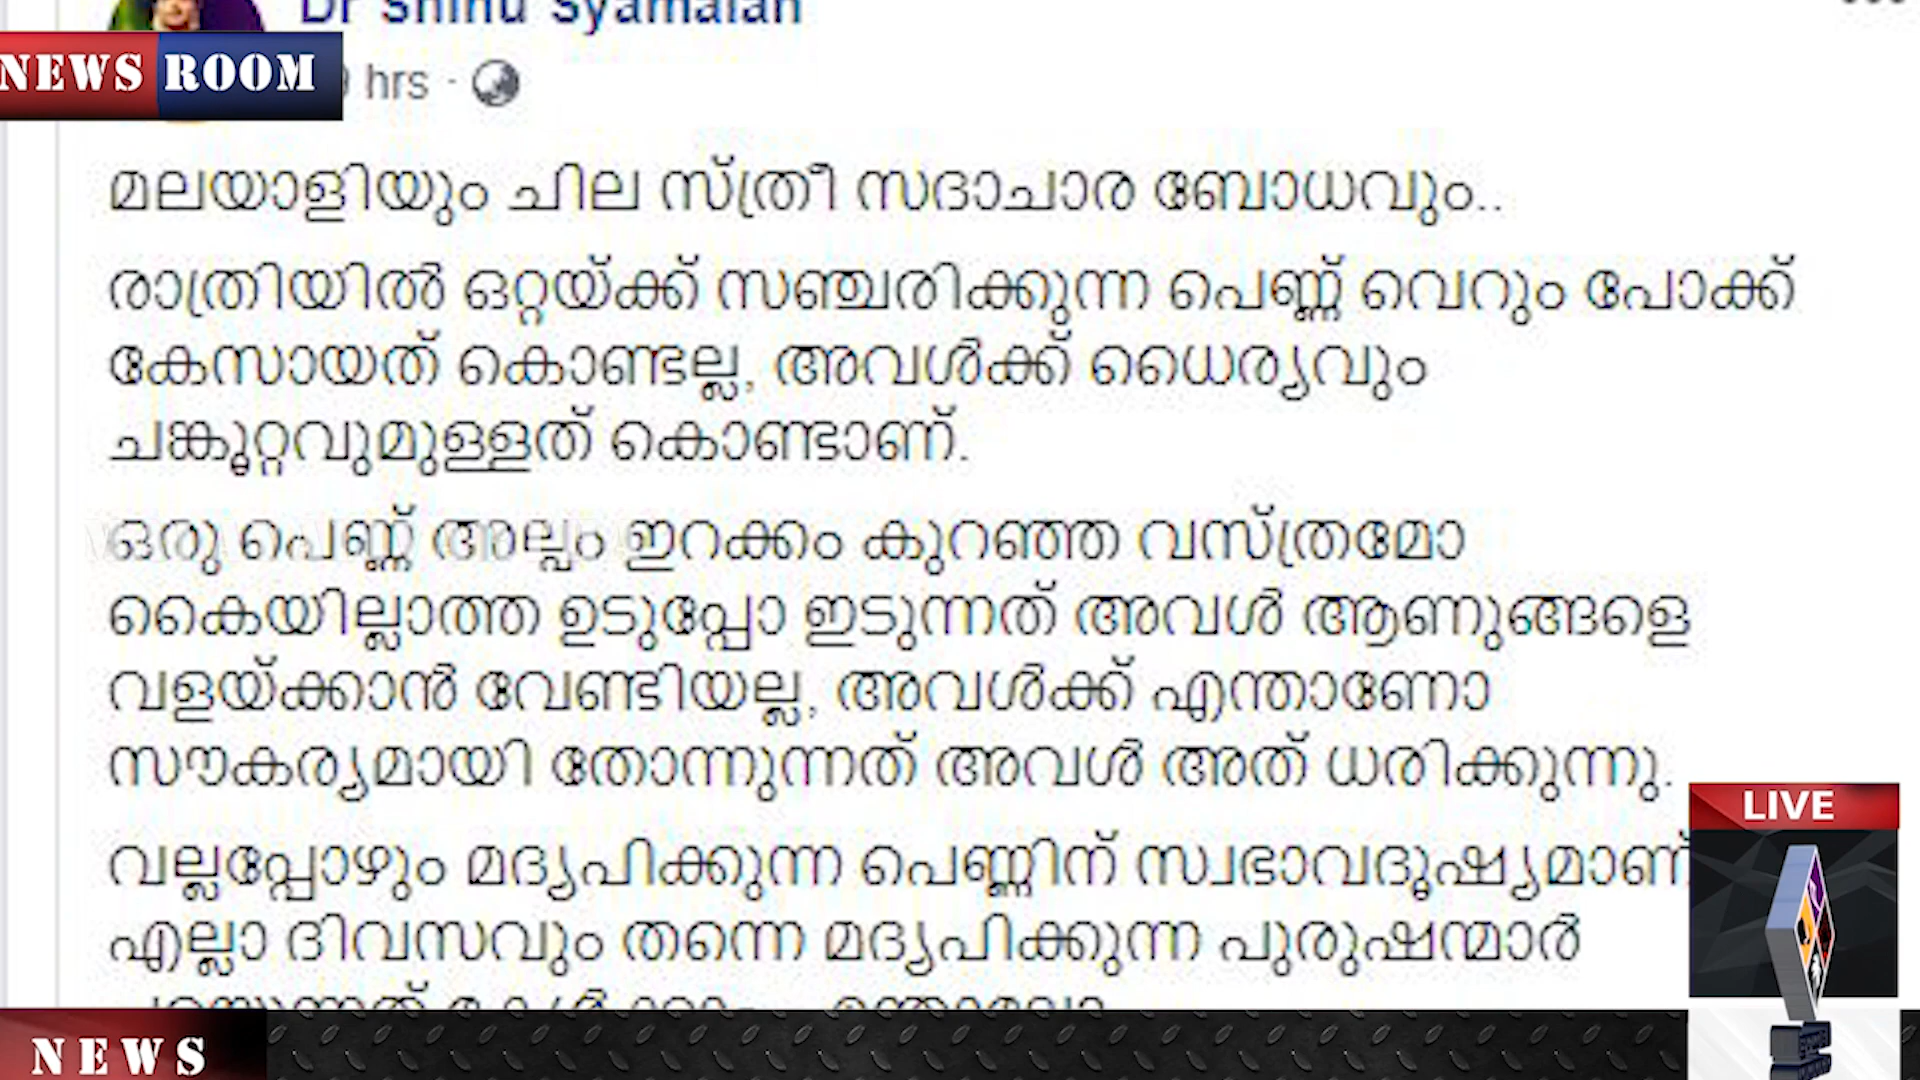 Dr Shinu Syamalan
NEWS ROOM
hrs ·
മലയാളിയും ചില സ്ത്രീ സദാചാര ബോധവും..
രാത്രിയിൽ ഒറ്റയ്ക്ക് സഞ്ചരിക്കുന്ന പെണ്ണ് വെറും പോക്ക്
കേസായത് കൊണ്ടല്ല, അവൾക്ക് ധൈര്യവും
ചങ്കൂറ്റവുമുള്ളത് കൊണ്ടാണ്.
ഒരു പെണ്ണ് അല്പം ഇറക്കം കുറഞ്ഞ വസ്ത്രമോ
കൈയില്ലാത്ത ഉടുപ്പോ ഇടുന്നത് അവൾ ആണുങ്ങളെ
വളയ്ക്കാൻ വേണ്ടിയല്ല, അവൾക്ക് എന്താണോ
സൗകര്യമായി തോന്നുന്നത് അവൾ അത് ധരിക്കുന്നു.
വല്ലപ്പോഴും മദ്യപിക്കുന്ന പെണ്ണിന് സ്വഭാവദൂഷ്യമാണ്
എല്ലാ ദിവസവും തന്നെ മദ്യപിക്കുന്ന പുരുഷന്മാർ
LIVE
NEWS